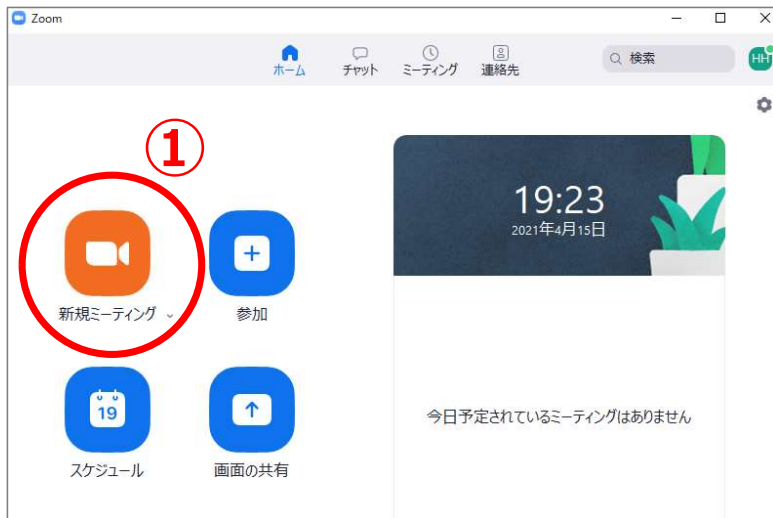 Zoom
ホーム
チャット
ミーティング
連絡先
検索
HH
①
19:23
2021年4月15日
新規ミーティング
参加
19
スケジュール
画面の共有
今日予定されているミーティングはありません